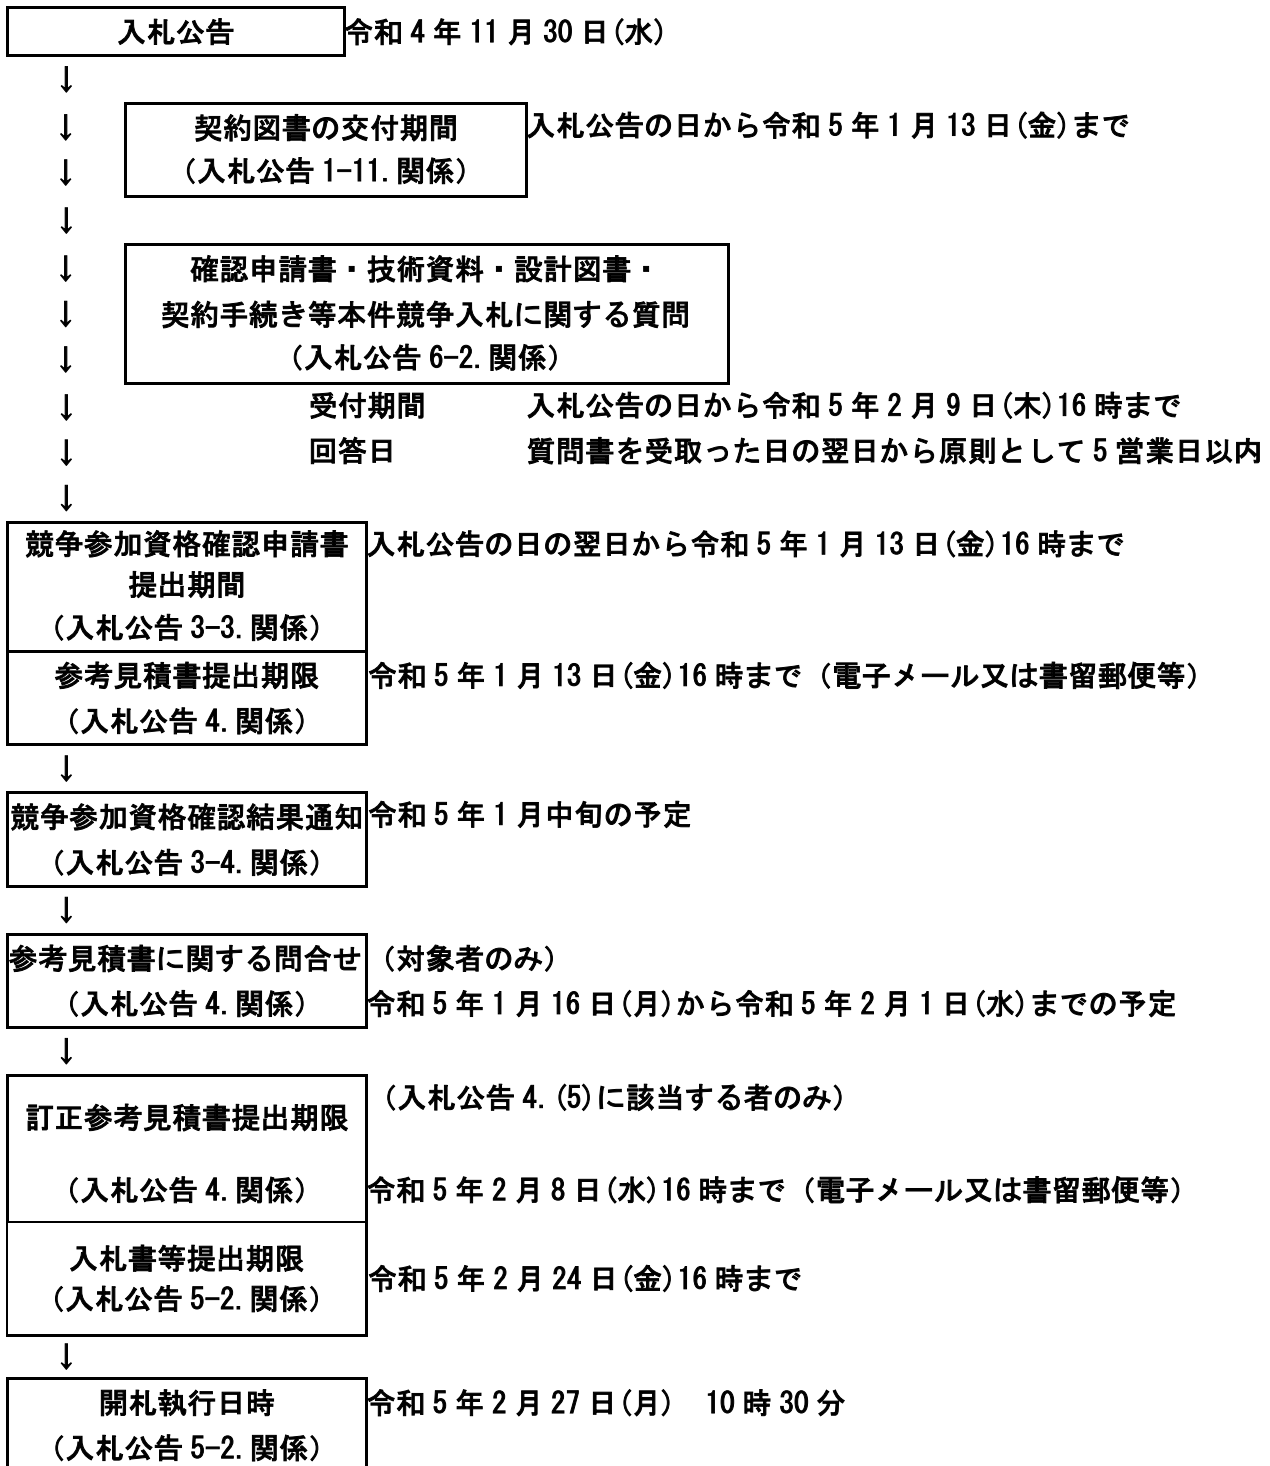 入札公告 令和4年11月30日(水)
↓
↓ 契約図書の交付期間 入札公告の日から令和5年1月13日(金)まで
↓ (入札公告1-11.関係)
↓
↓ 確認申請書・技術資料・設計図書・
↓ 契約手続き等本件競争入札に関する質問
↓ (入札公告6-2.関係)
↓ 受付期間 入札公告の日から令和5年2月9日(木)16時まで
↓ 回答日 質問書を受取った日の翌日から原則として5営業日以内
↓
競争参加資格確認申請書 入札公告の日の翌日から令和5年1月13日(金)16時まで
提出期間
(入札公告3-3.関係)
参考見積書提出期限 令和5年1月13日(金)16時まで(電子メール又は書留郵便等)
(入札公告4.関係)
↓
競争参加資格確認結果通知 令和5年1月中旬の予定
(入札公告3-4.関係)
↓
参考見積書に関する問合せ (対象者のみ)
(入札公告4.関係) 令和5年1月16日(月)から令和5年2月1日(水)までの予定
↓
(入札公告4.(5)に該当する者のみ)
訂正参考見積書提出期限
(入札公告4.関係) 令和5年2月8日(水)16時まで(電子メール又は書留郵便等)
入札書等提出期限
令和5年2月24日(金)16時まで
(入札公告5-2.関係)
↓
開札執行日時 令和5年2月27日(月) 10時30分
(入札公告5-2.関係)